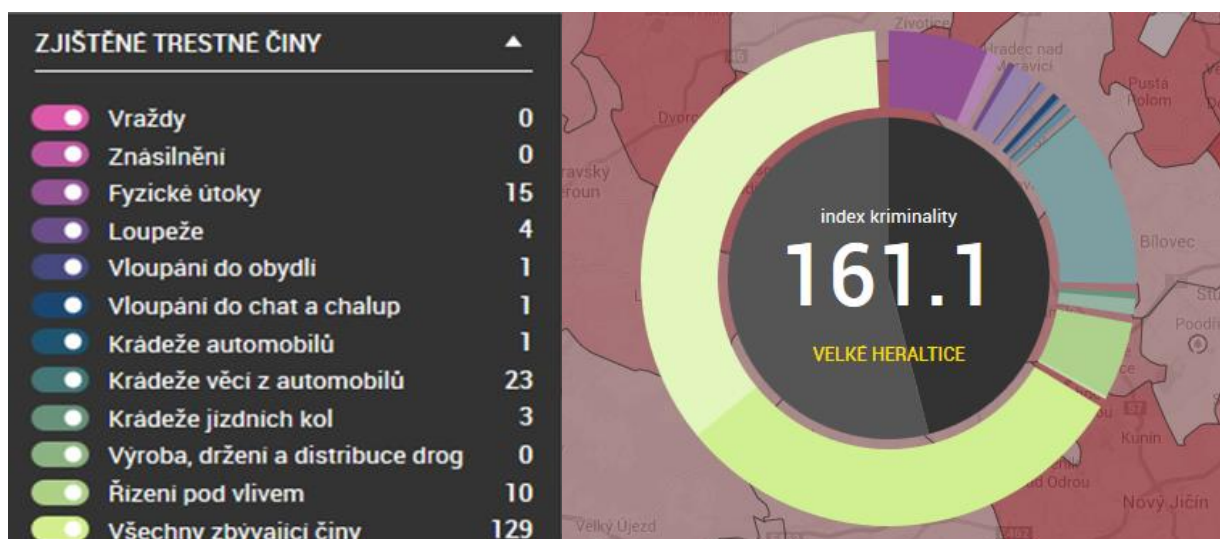 ZJIŠTĚNÉ TRESTNÉ ČINY
Vraždy 0
Znásilnění 0
Fyzické útoky 15
Loupeže 4
Vloupání do obydlí 1
Vloupání do chat a chalup 1
Krádeže automobilů 1
Krádeže věcí z automobilů 23
Krádeže jízdních kol 3
Výroba, držení a distribuce drog 0
Řízení pod vlivem 10
Všechny zbývající činy 129
Životice
Hradec nad
Moravicí
Pustá
Polom
index kriminality
161.1
VELKÉ HERALTICE
Bílovec
Kunín
ad Odrou
Nový Jičín
Velký Újezd